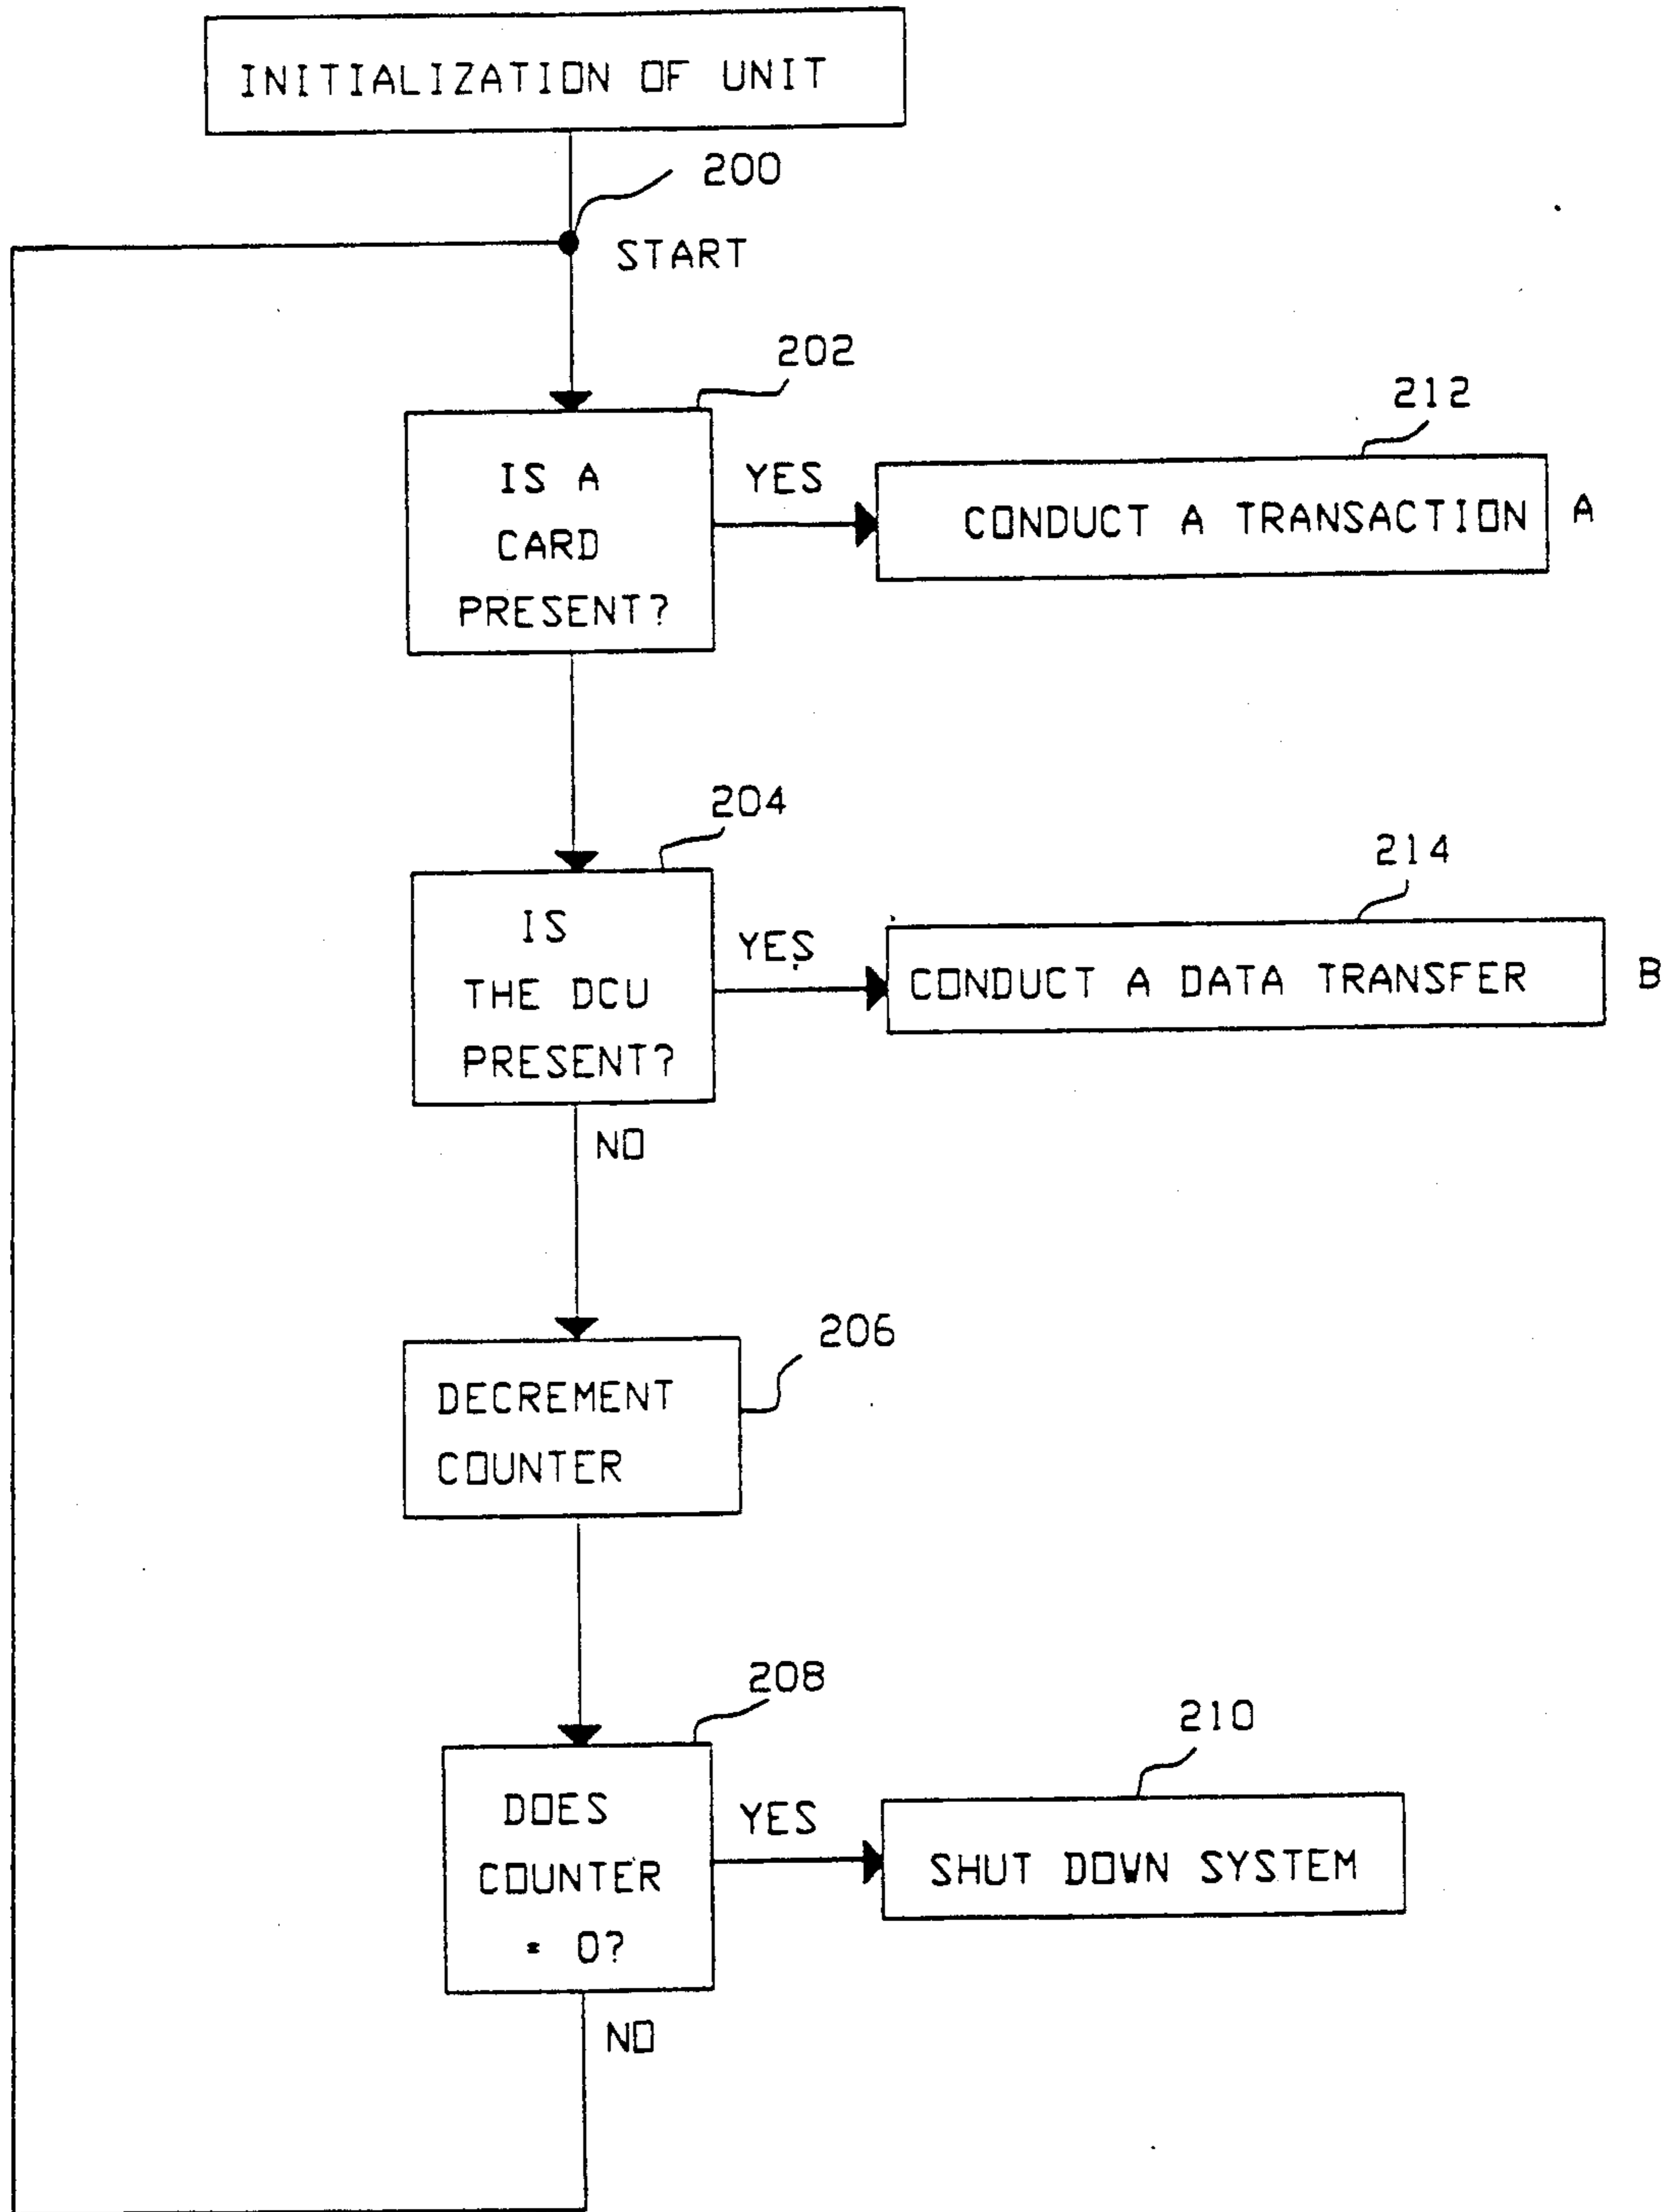 INITIALIZATION OF UNIT
200
START
202
IS A
CARD
PRESENT?
YES
212
CONDUCT A TRANSACTION
A
204
IS
THE DCU
PRESENT?
YES
214
CONDUCT A DATA TRANSFER
B
NO
206
DECREMENT
COUNTER
208
DOES
COUNTER
= 0?
YES
210
SHUT DOWN SYSTEM
NO